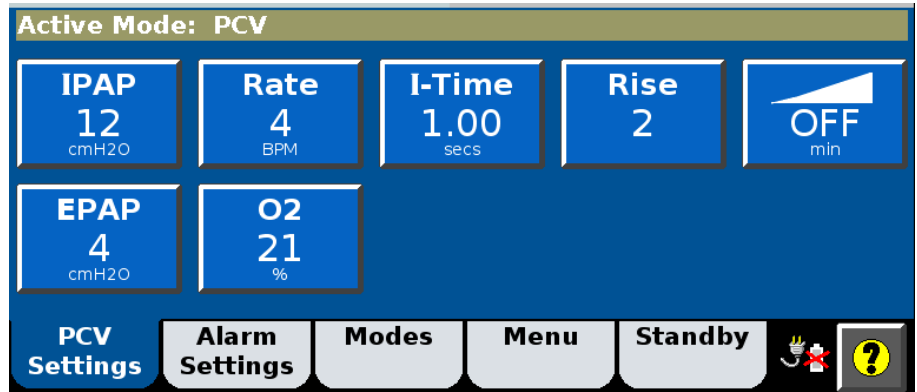 Active Mode: PCV
IPAP
12
cmH2O
Rate
4
BPM
I-Time
1.00
secs
Rise
2
OFF
min
EPAP
4
cmH2O
O2
21
%
PCV
Settings
Alarm
Settings
Modes
Menu
Standby
?